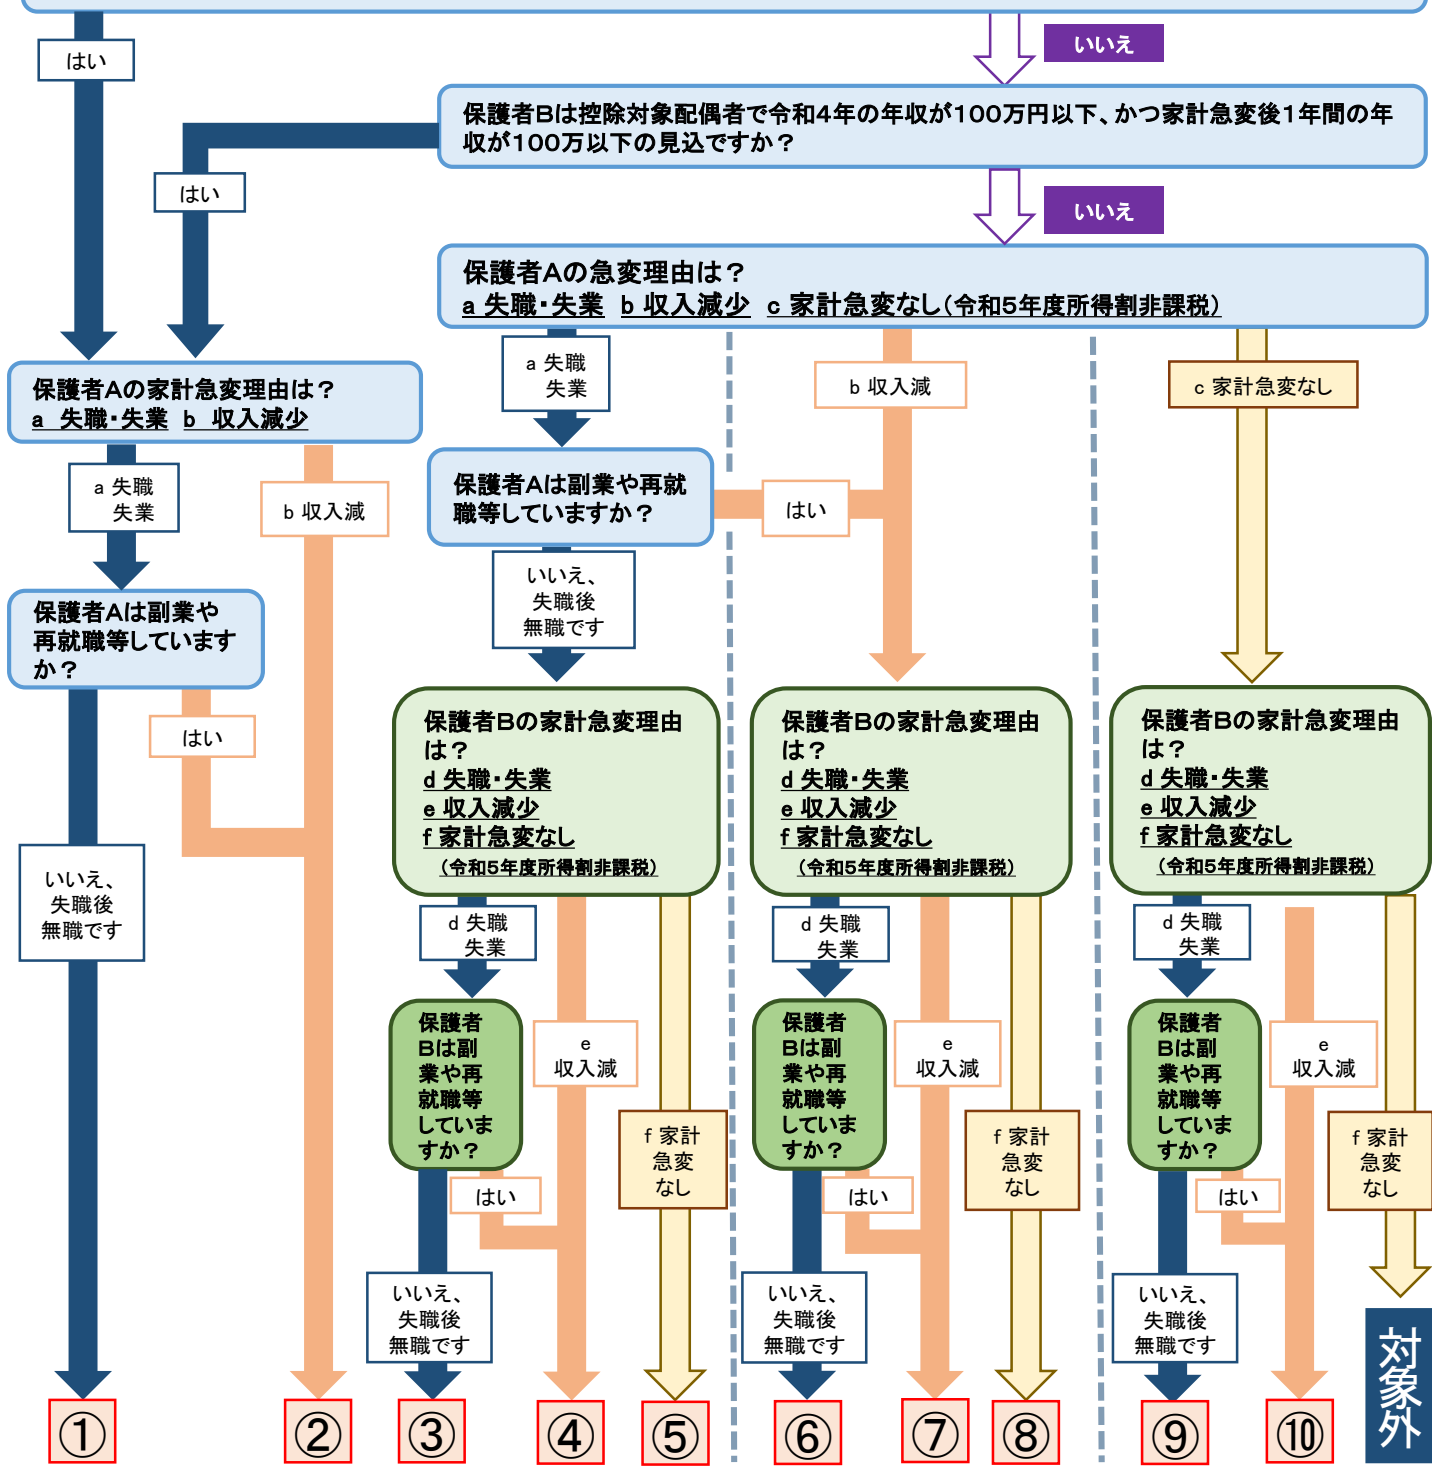 はい
いいえ
保護者Bは控除対象配偶者で令和4年の年収が100万円以下、かつ家計急変後1年間の年
収が100万以下の見込ですか？
はい
いいえ
保護者Aの急変理由は？
a 失職・失業 b 収入減少 c 家計急変なし（令和5年度所得割非課税）
保護者Aの家計急変理由は？
a 失職・失業 b 収入減少
a 失職
失業
b 収入減
c 家計急変なし
a 失職
失業
b 収入減
保護者Aは副業や再就
職等していますか？
はい
保護者Aは副業や
再就職等しています
か？
いいえ、
失職後
無職です
はい
いいえ、
失職後
無職です
保護者Bの家計急変理由
は？
d 失職・失業
e 収入減少
f 家計急変なし
（令和5年度所得割非課税）
保護者Bの家計急変理由
は？
d 失職・失業
e 収入減少
f 家計急変なし
（令和5年度所得割非課税）
保護者Bの家計急変理由
は？
d 失職・失業
e 収入減少
f 家計急変なし
（令和5年度所得割非課税）
d 失職
失業
d 失職
失業
d 失職
失業
保護者
Bは副
業や再
就職等
していま
すか？
e
収入減
f 家計
急変
なし
保護者
Bは副
業や再
就職等
していま
すか？
e
収入減
f 家計
急変
なし
保護者
Bは副
業や再
就職等
していま
すか？
e
収入減
f 家計
急変
なし
はい
はい
はい
いいえ、
失職後
無職です
いいえ、
失職後
無職です
いいえ、
失職後
無職です
①
②
③
④
⑤
⑥
⑦
⑧
⑨
⑩
対象外